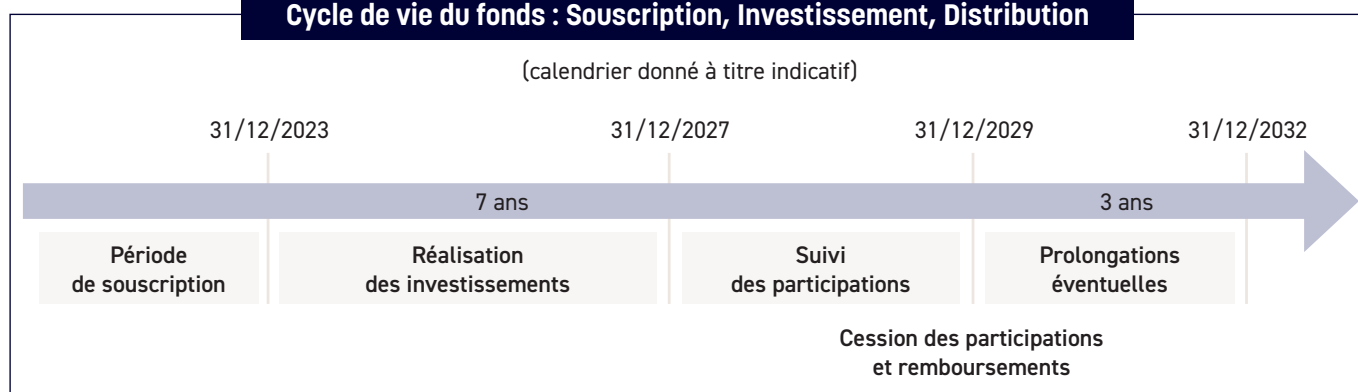 Cycle de vie du fonds : Souscription, Investissement, Distribution
(calendrier donné à titre indicatif)
31/12/2023
31/12/2027
31/12/2029
31/12/2032
7 ans
3 ans
Période
de souscription
Réalisation
des investissements
Suivi
des participations
Prolongations
éventuelles
Cession des participations
et remboursements